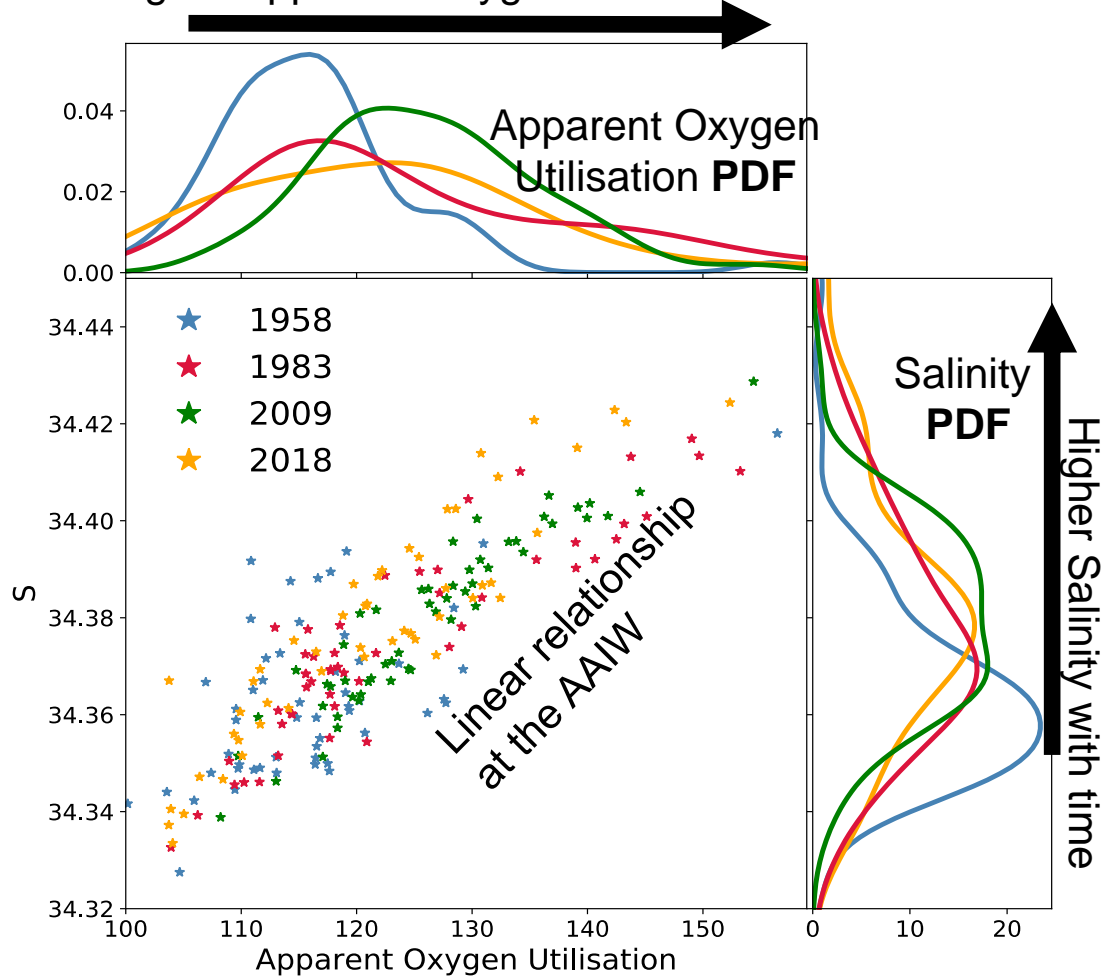 Apparent Oxygen
Utilisation PDF
0.04
0.02
0.00
1958
1983
2009
2018
34.44
34.42
34.40
34.38
34.36
34.34
34.32
S
Linear relationship
at the AAIW
100
110
120
130
140
150
Apparent Oxygen Utilisation
Salinity
PDF
0
10
20
Higher Salinity with time